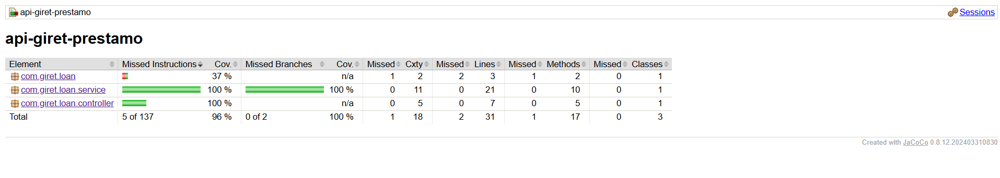 api-giret-prestamo Sessions
api-giret-prestamo
Element Missed Instructions Cov. Missed Branches Cov. Missed Cxty Missed Lines Missed Methods Missed Classes
com.giret.loan 37 % n/a 1 2 2 3 1 2 0 1
com.giret.loan.service 100 % 100 % 0 11 0 21 0 10 0 1
com.giret.loan.controller 100 % n/a 0 5 0 7 0 5 0 1
Total 5 of 137 96 % 0 of 2 100 % 1 18 2 31 1 17 0 3
Created with JaCoCo 0.8.12.202403310830